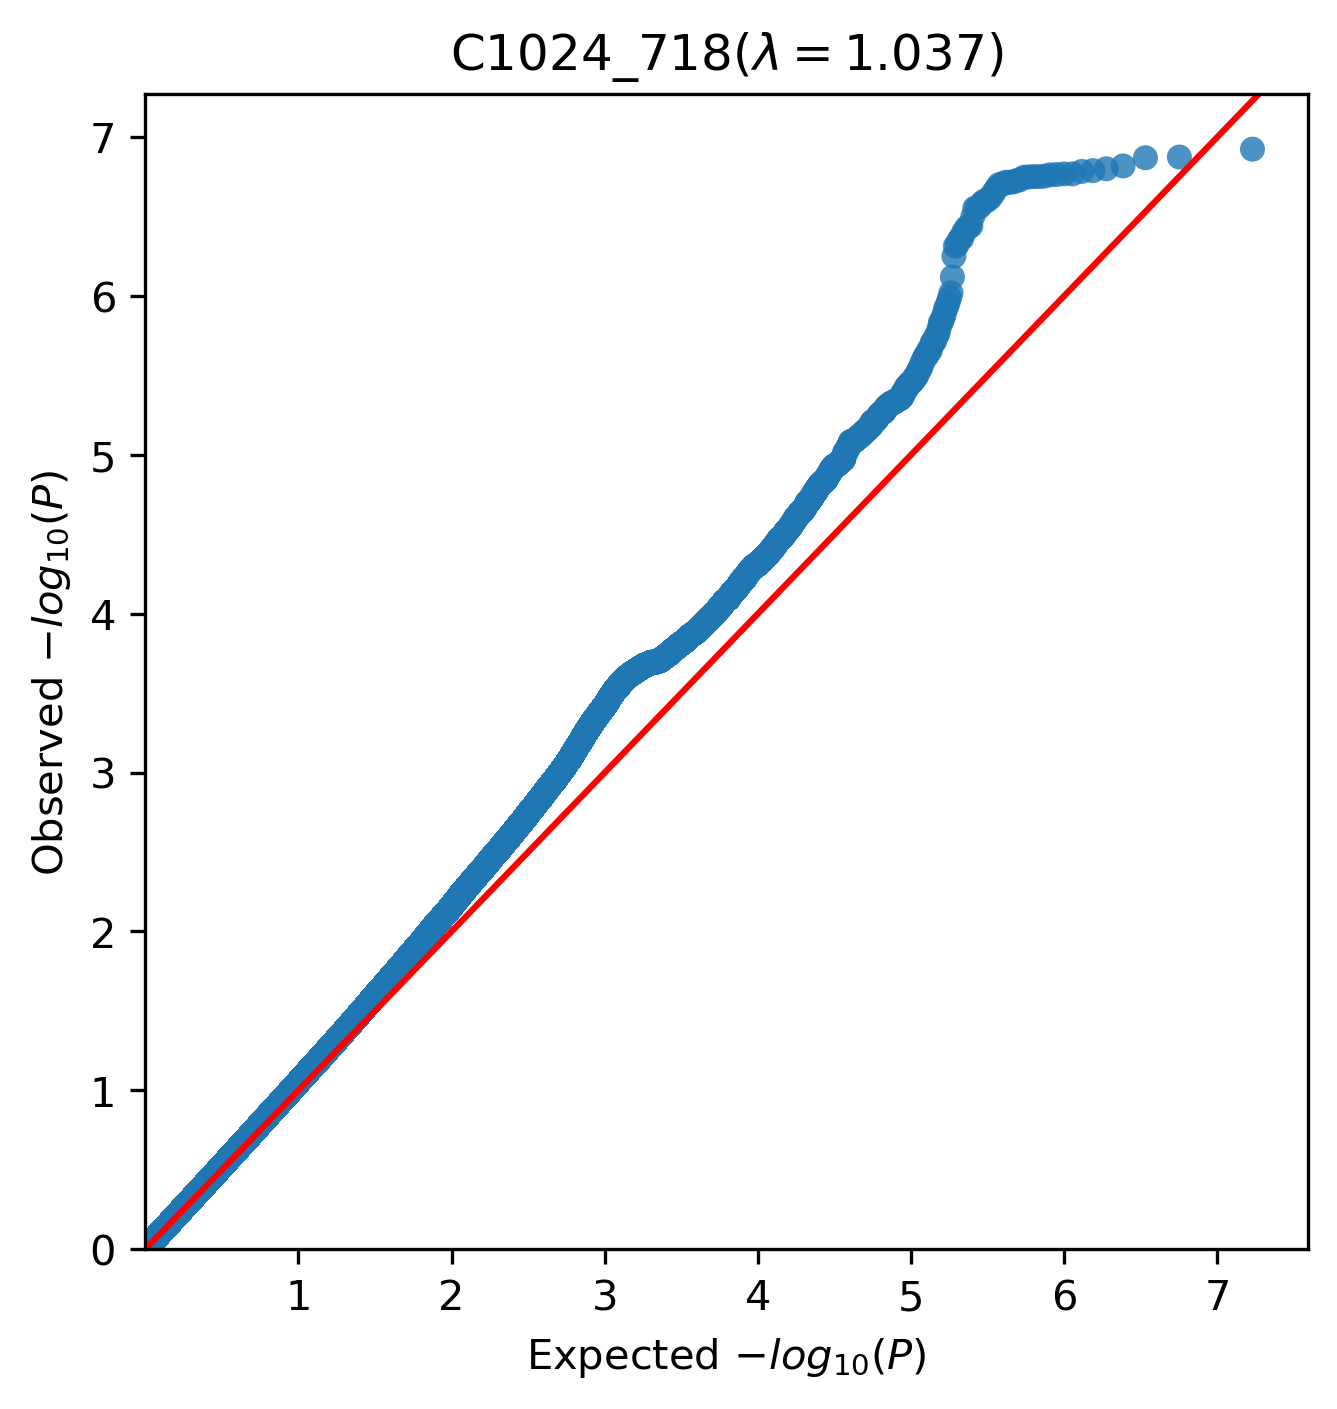 C1024_718(λ = 1.037)
7
6
5
4
3
2
1
0
Observed −log₁₀(P)
1 2 3 4 5 6 7
Expected −log₁₀(P)